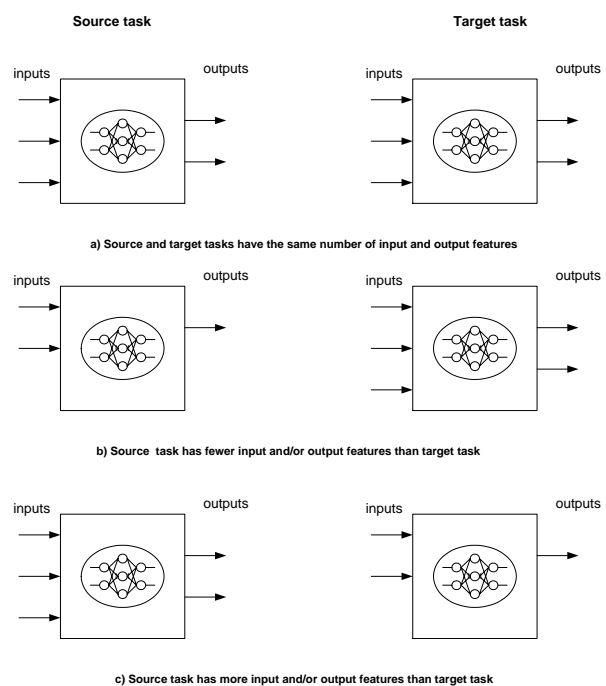 Source task
Target task
inputs
outputs
inputs
outputs
a) Source and target tasks have the same number of input and output features
inputs
outputs
inputs
outputs
b) Source task has fewer input and/or output features than target task
inputs
outputs
inputs
outputs
c) Source task has more input and/or output features than target task